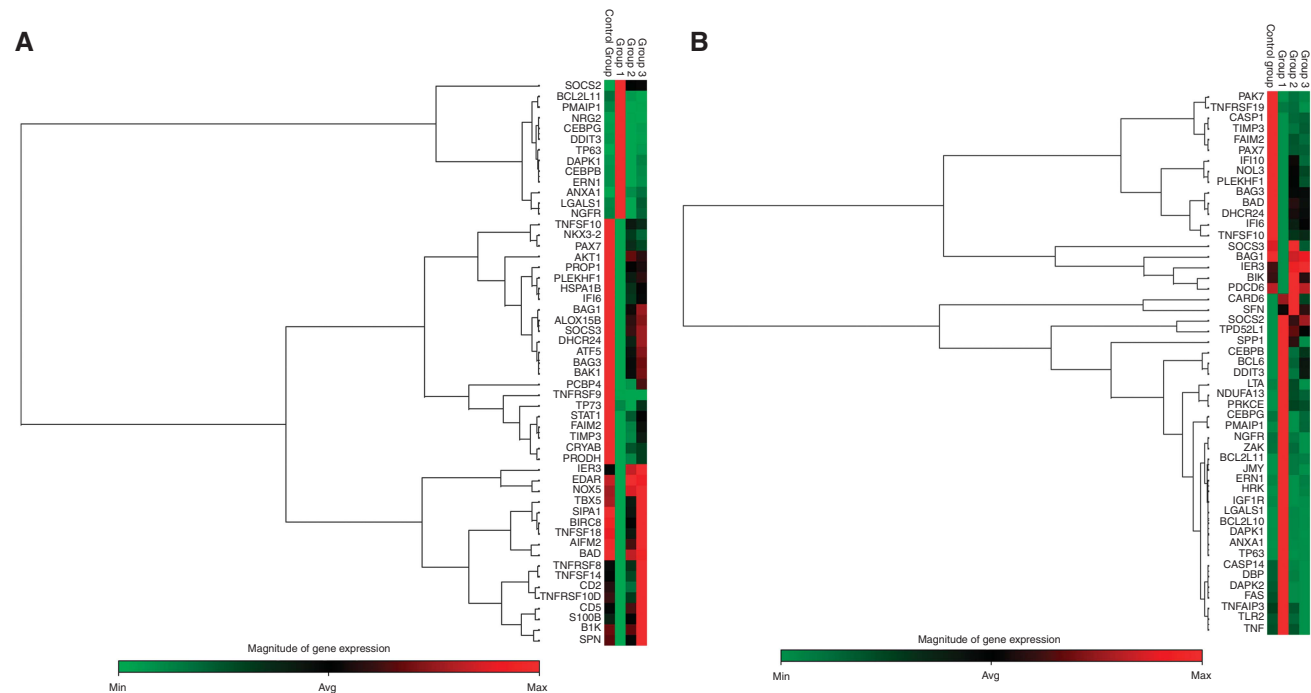 A
Control Group
Group 1
Group 2
Group 3
SOCS2
BCL2L11
PMAIP1
NRG2
CEBPG
DDIT3
TP63
DAPK1
CEBPB
ERN1
ANXA1
LGALS1
NGFR
TNFSF10
NKX3-2
PAX7
AKT1
PROP1
PLEKHF1
HSPA1B
IFI6
BAG1
ALOX15B
SOCS3
DHCR24
ATF5
BAG3
BAK1
PCBP4
TNFRSF9
TP73
STAT1
FAIM2
TIMP3
CRYAB
PRODH
IER3
EDAR
NOX5
TBX5
SIPA1
BIRC8
TNFSF18
AIFM2
BAD
TNFRSF8
TNFSF14
CD2
TNFRSF10D
CD5
S100B
B1K
SPN
Magnitude of gene expression
Min
Avg
Max
B
Control group
Group 1
Group 2
Group 3
PAK7
TNFRSF19
CASP1
TIMP3
FAIM2
PAX7
IFI10
NOL3
PLEKHF1
BAG3
BAD
DHCR24
IFI6
TNFSF10
SOCS3
BAG1
IER3
BIK
PDCD6
CARD6
SFN
SOCS2
TPD52L1
SPP1
CEBPB
BCL6
DDIT3
LTA
NDUFA13
PRKCE
CEBPG
PMAIP1
NGFR
ZAK
BCL2L11
JMY
ERN1
HRK
IGF1R
LGALS1
BCL2L10
DAPK1
ANXA1
TP63
CASP14
DBP
DAPK2
FAS
TNFAIP3
TLR2
TNF
Magnitude of gene expression
Min
Avg
Max